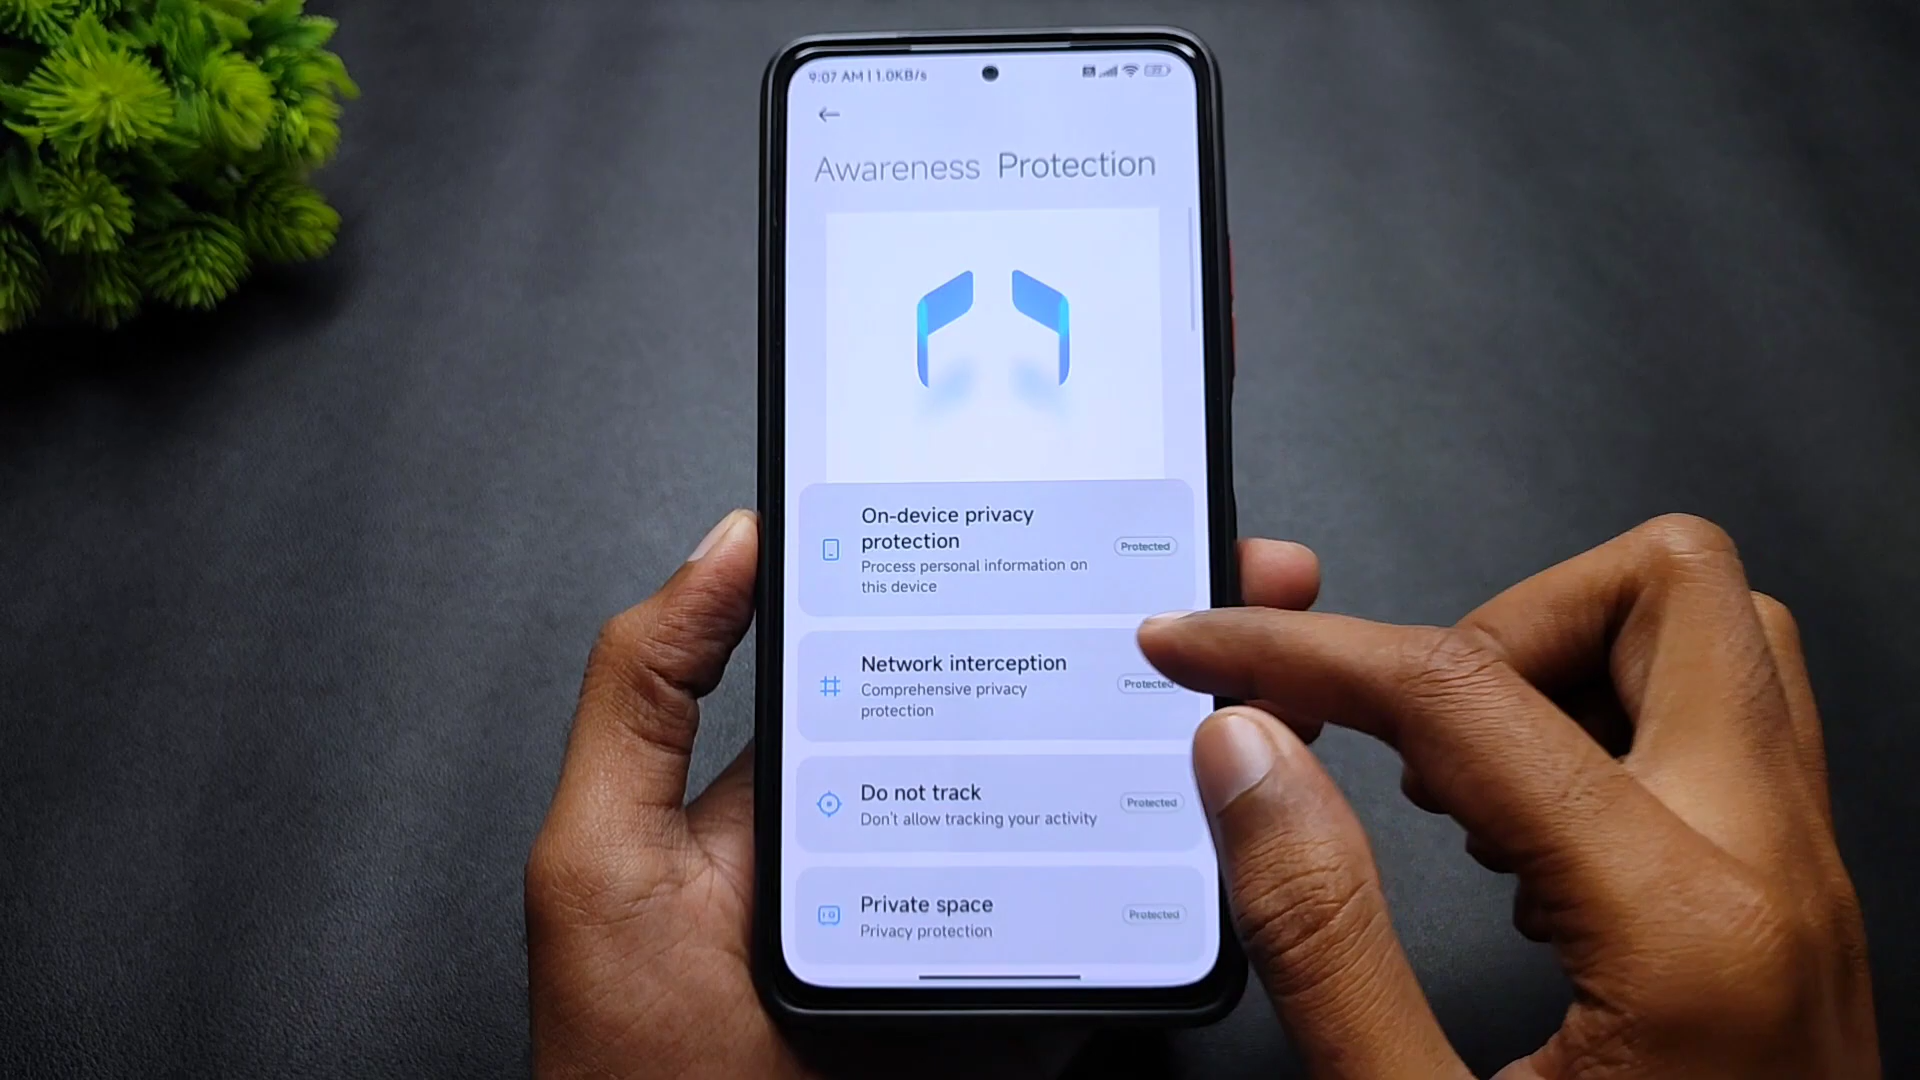 9:07 AM | 1.0KB/s
Awareness Protection
On-device privacy
protection
Process personal information on
this device
Protected
Network interception
Comprehensive privacy
protection
Protected
Do not track
Don't allow tracking your activity
Protected
Private space
Privacy protection
Protected